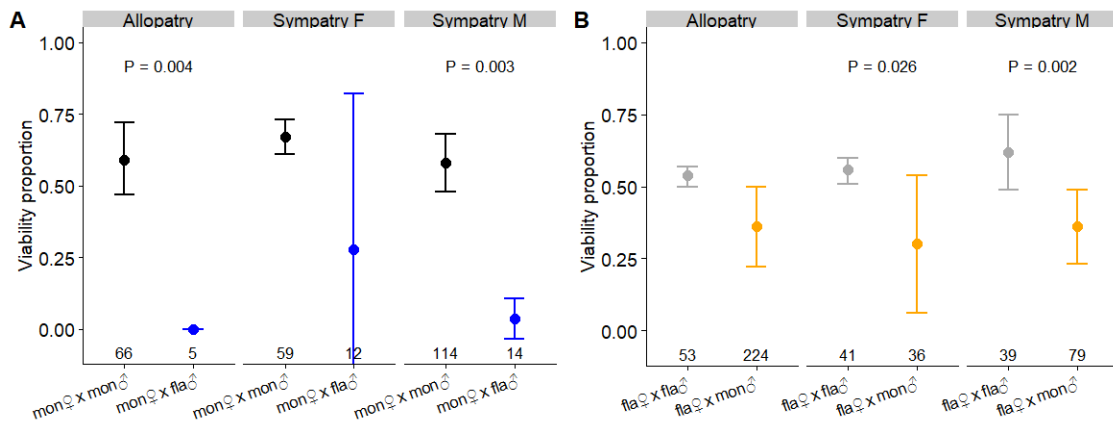 A
Allopatry Sympatry F Sympatry M
P = 0.004 P = 0.003
Viability proportion
1.00
0.75
0.50
0.25
0.00
66 5 59 12 114 14
mon♀ x mon♂ mon♀ x fla♂ mon♀ x mon♂ mon♀ x fla♂ mon♀ x mon♂ mon♀ x fla♂
B
Allopatry Sympatry F Sympatry M
P = 0.026 P = 0.002
Viability proportion
1.00
0.75
0.50
0.25
0.00
53 224 41 36 39 79
fla♀ x fla♂ fla♀ x mon♂ fla♀ x fla♂ fla♀ x mon♂ fla♀ x fla♂ fla♀ x mon♂